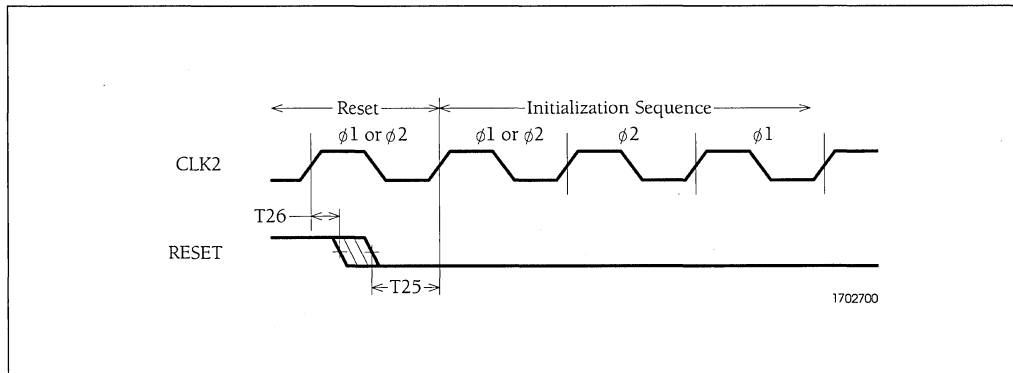 Reset Initialization Sequence
ϕ1 or ϕ2 ϕ1 or ϕ2 ϕ2 ϕ1
CLK2
T26
RESET
T25
1702700